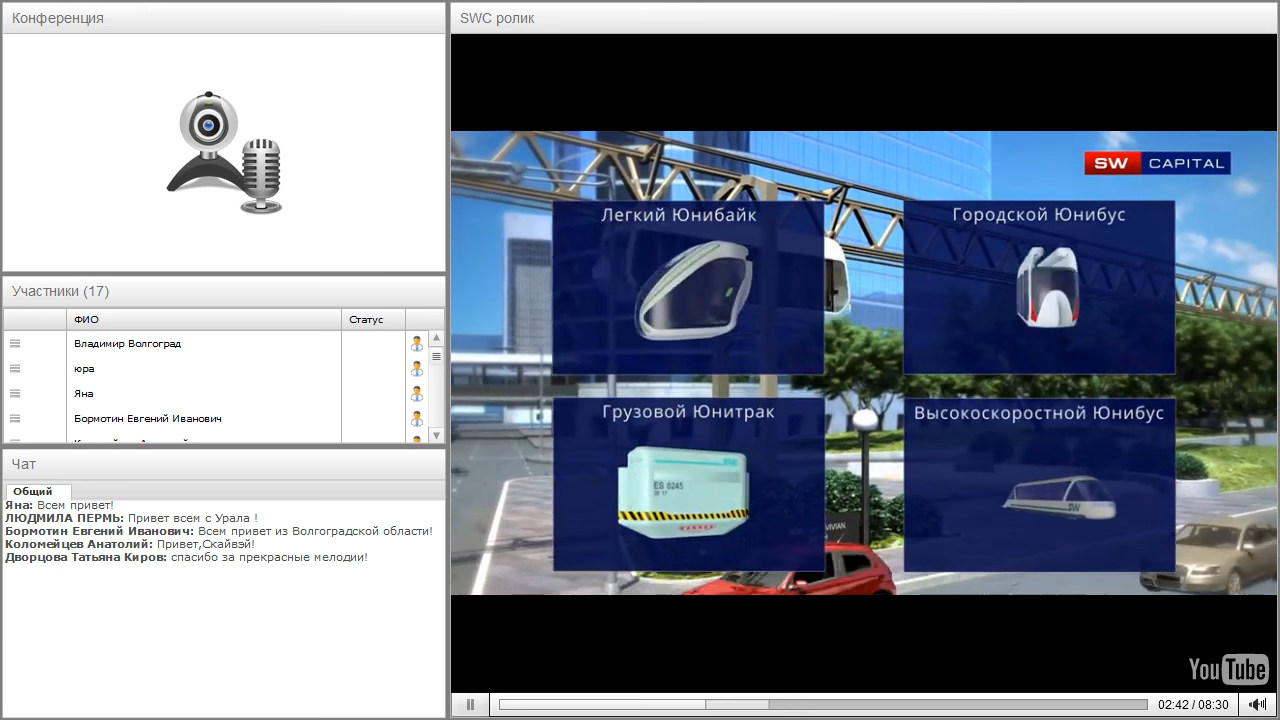 Конференция
Участники (17)
ФИО
Статус
Владимир Волгоград
юра
Яна
Бормотин Евгений Иванович
Чат
Общий
Яна: Всем привет!
ЛЮДМИЛА ПЕРМЬ: Привет всем с Урала !
Бормотин Евгений Иванович: Всем привет из Волгоградской области!
Коломейцев Анатолий: Привет,Скайвэй!
Дворцова Татьяна Киров: спасибо за прекрасные мелодии!
SWC ролик
SW CAPITAL
Легкий Юнибайк
Городской Юнибус
Грузовой Юнитрак
ES 0245
Высокоскоростной Юнибус
SW
VIVIAN
YouTube
02:42 / 08:30